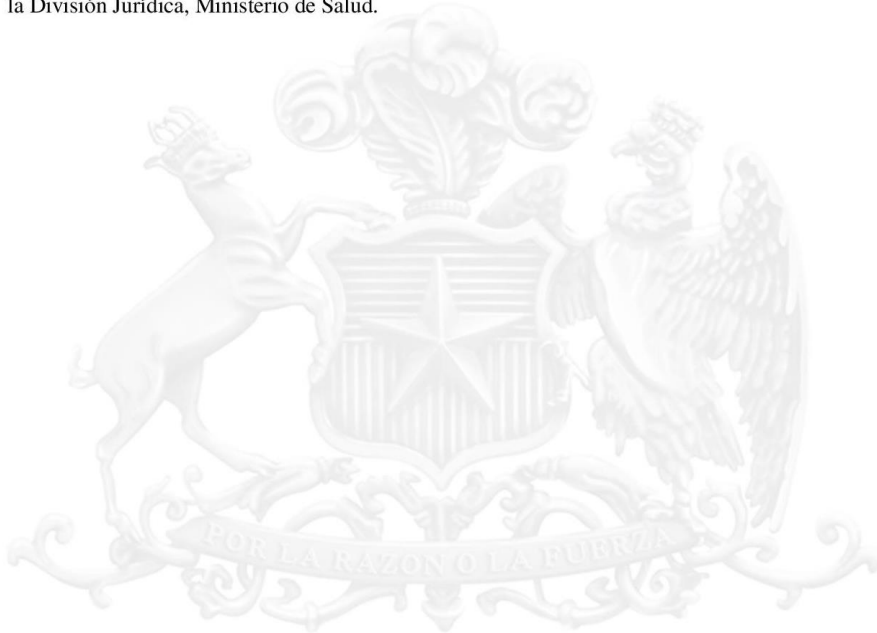 la División Jurídica, Ministerio de Salud.
POR LA RAZON O LA FUERZA